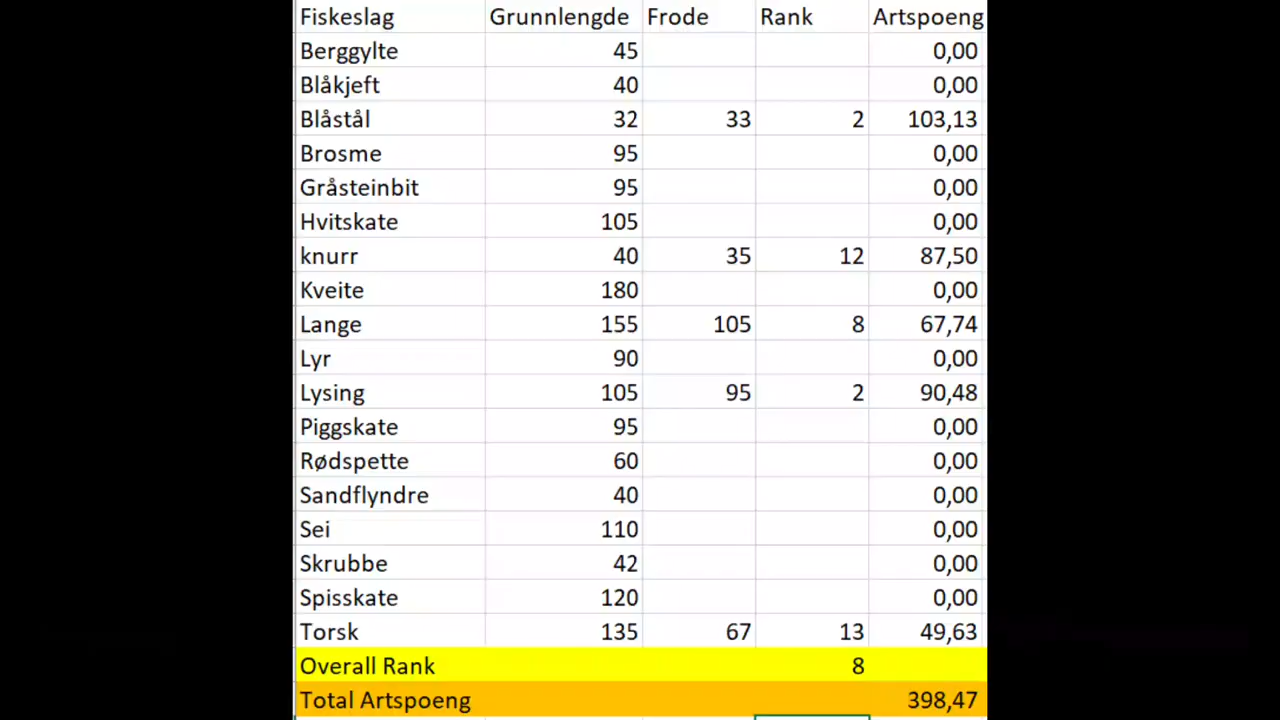 Fiskeslag Grunnlengde Frode Rank Artspoeng
Berggylte 45 0,00
Blåkjeft 40 0,00
Blåstål 32 33 2 103,13
Brosme 95 0,00
Gråsteinbit 95 0,00
Hvitskate 105 0,00
knurr 40 35 12 87,50
Kveite 180 0,00
Lange 155 105 8 67,74
Lyr 90 0,00
Lysing 105 95 2 90,48
Piggskate 95 0,00
Rødspette 60 0,00
Sandflyndre 40 0,00
Sei 110 0,00
Skrubbe 42 0,00
Spisskate 120 0,00
Torsk 135 67 13 49,63
Overall Rank 8
Total Artspoeng 398,47